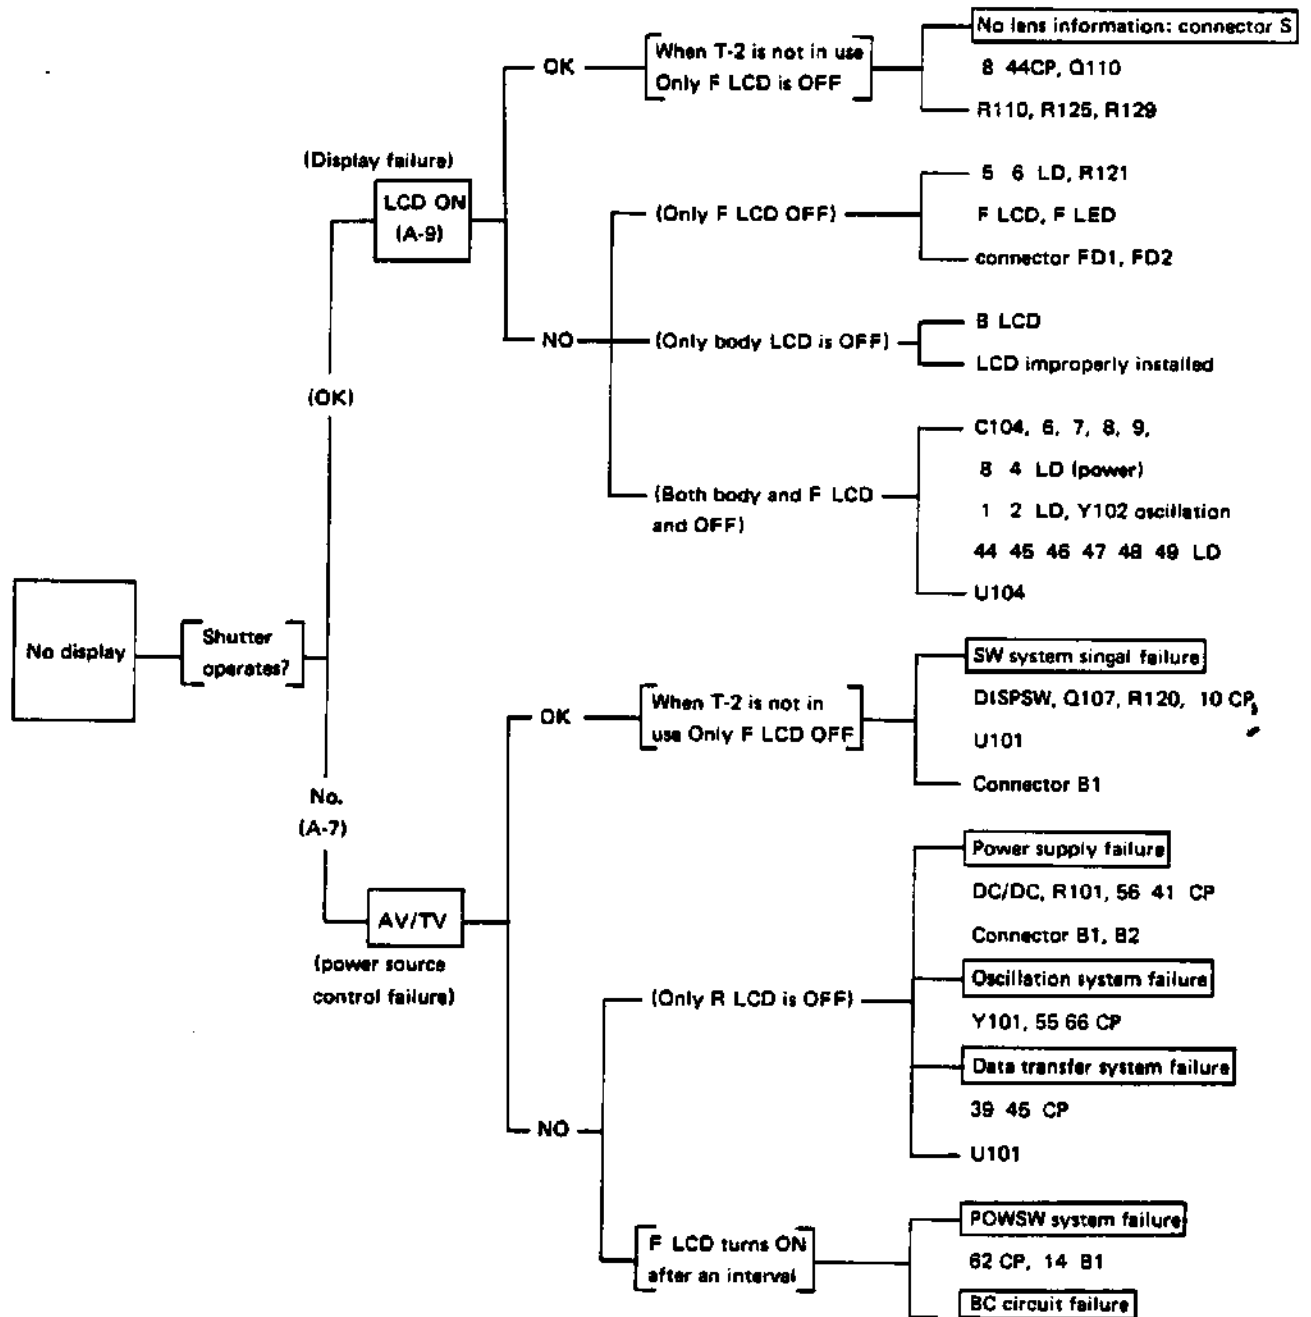 No lens information: connector S
When T-2 is not in use
Only F LCD is OFF
OK
8 44CP, Q110
R110, R125, R129
(Display failure)
LCD ON
(A-9)
5 6 LD, R121
(Only F LCD OFF)
F LCD, F LED
connector FD1, FD2
B LCD
NO
(Only body LCD is OFF)
LCD improperly installed
(OK)
C104, 6, 7, 8, 9,
8 4 LD (power)
(Both body and F LCD
and OFF)
1 2 LD, Y102 oscillation
44 45 46 47 48 49 LD
U104
No display
Shutter
operates?
SW system singal failure
DISPSW, Q107, R120, 10 CP,
OK
When T-2 is not in
use Only F LCD OFF
U101
Connector B1
No.
(A-7)
Power supply failure
DC/DC, R101, 56 41 CP
AV/TV
Connector B1, B2
(power source
control failure)
Oscillation system failure
(Only R LCD is OFF)
Y101, 55 66 CP
Data transfer system failure
39 45 CP
NO
U101
POWSW system failure
F LCD turns ON
after an interval
62 CP, 14 B1
BC circuit failure